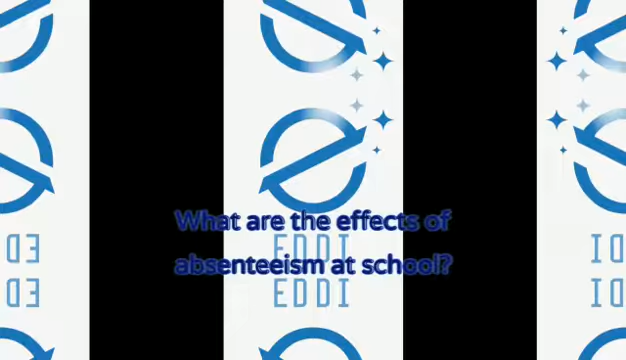 What are the effects of
EDDI
absenteeism at school?
EDDI